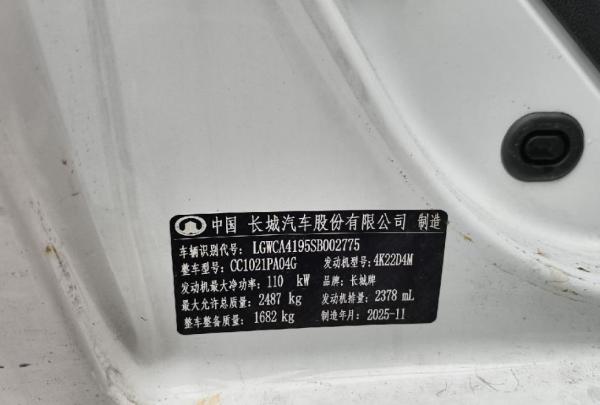 中国 长城汽车股份有限公司 制造
车辆识别代号: LGWCA4195SB002775
整车型号: CC1021PA04G 发动机型号: 4K22D4M
发动机最大净功率: 110 kW 品牌: 长城牌
最大允许总质量: 2487 kg 发动机排量: 2378 mL
整车整备质量: 1682 kg 制造年月: 2025-11